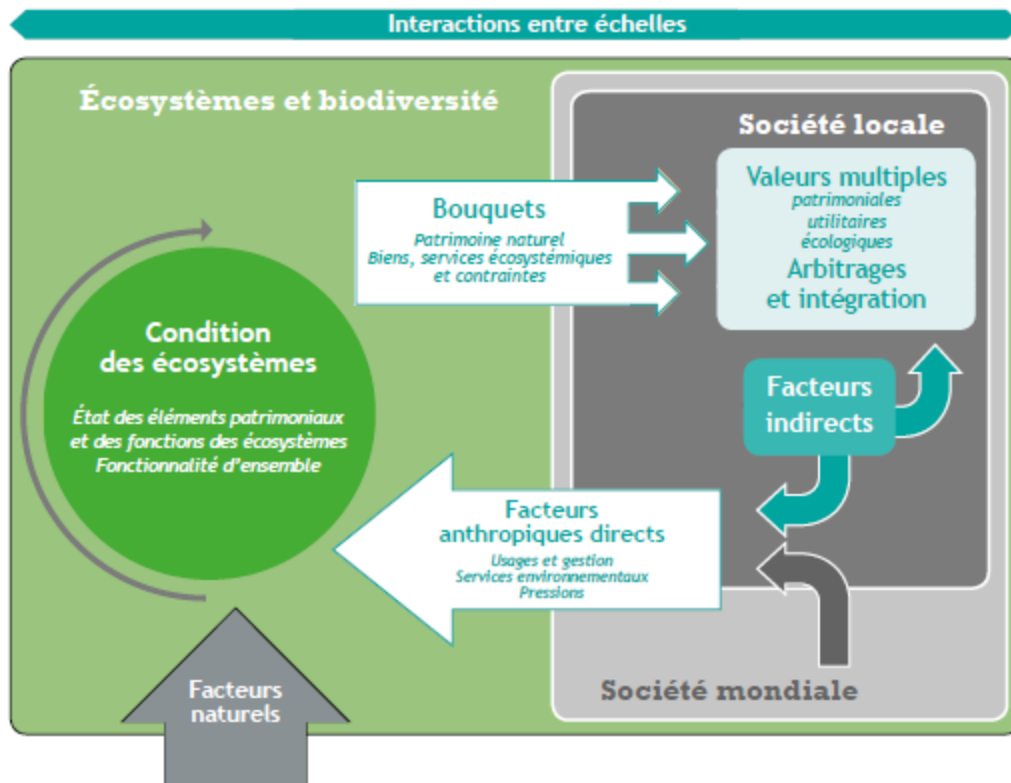 Interactions entre échelles
Écosystèmes et biodiversité
Société locale
Valeurs multiples
patrimoniales
utilitaires
écologiques
Arbitrages
et intégration
Bouquets
Patrimoine naturel
Biens, services écosystémiques
et contraintes
Condition
des écosystèmes
État des éléments patrimoniaux
et des fonctions des écosystèmes
Fonctionnalité d'ensemble
Facteurs
indirects
Facteurs
anthropiques directs
Usages et gestion
Services environnementaux
Pressions
Facteurs
naturels
Société mondiale